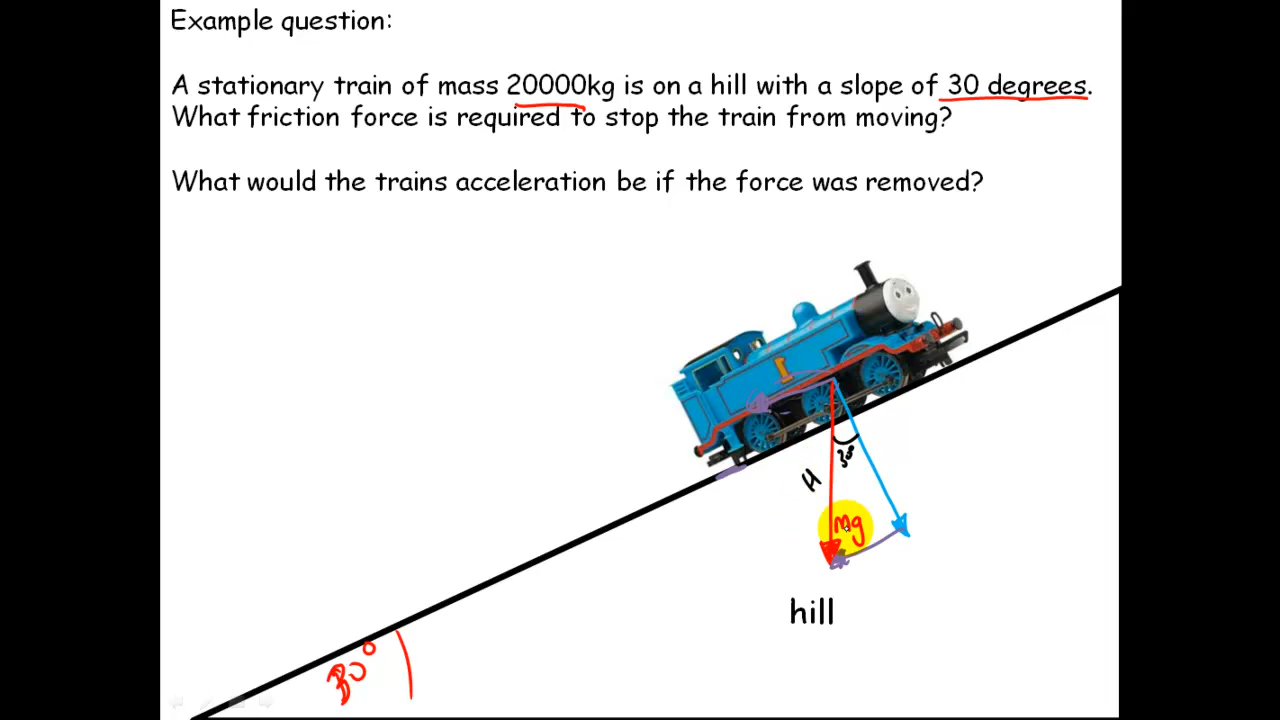 Example question:
A stationary train of mass 20000kg is on a hill with a slope of 30 degrees.
What friction force is required to stop the train from moving?
What would the trains acceleration be if the force was removed?
1
30°
H
mg
hill
30°